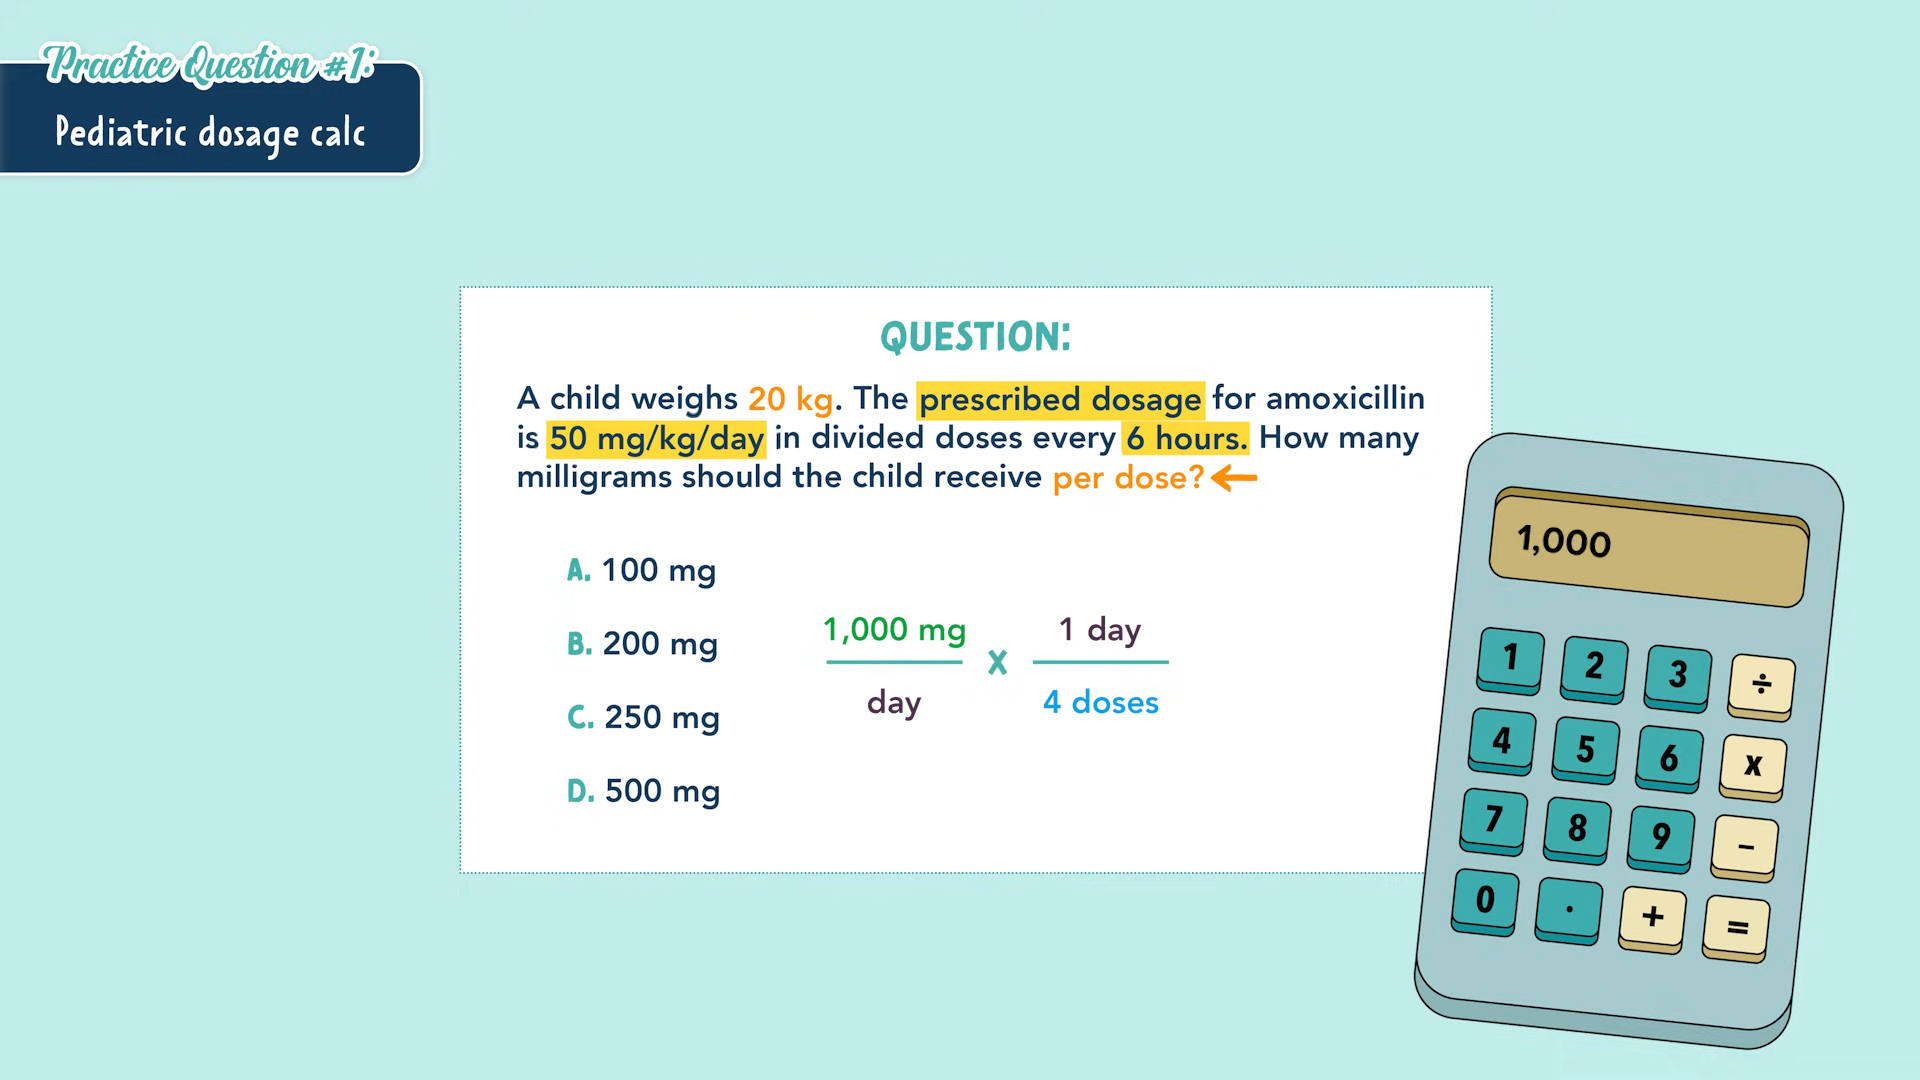 Practice Question #1:
Pediatric dosage calc
QUESTION:
A child weighs 20 kg. The prescribed dosage for amoxicillin
is 50 mg/kg/day in divided doses every 6 hours. How many
milligrams should the child receive per dose?
A. 100 mg
B. 200 mg
C. 250 mg
D. 500 mg
1,000 mg
day
x
1 day
4 doses
1,000
1 2 3 ÷
4 5 6 x
7 8 9 -
0 . + =